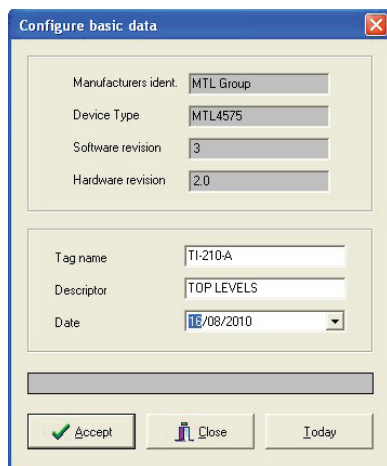 Configure basic data
Manufacturers ident. MTL Group
Device Type MTL4575
Software revision 3
Hardware revision 2.0
Tag name TI-210-A
Descriptor TOP LEVELS
Date 16/08/2010
Accept Close Today